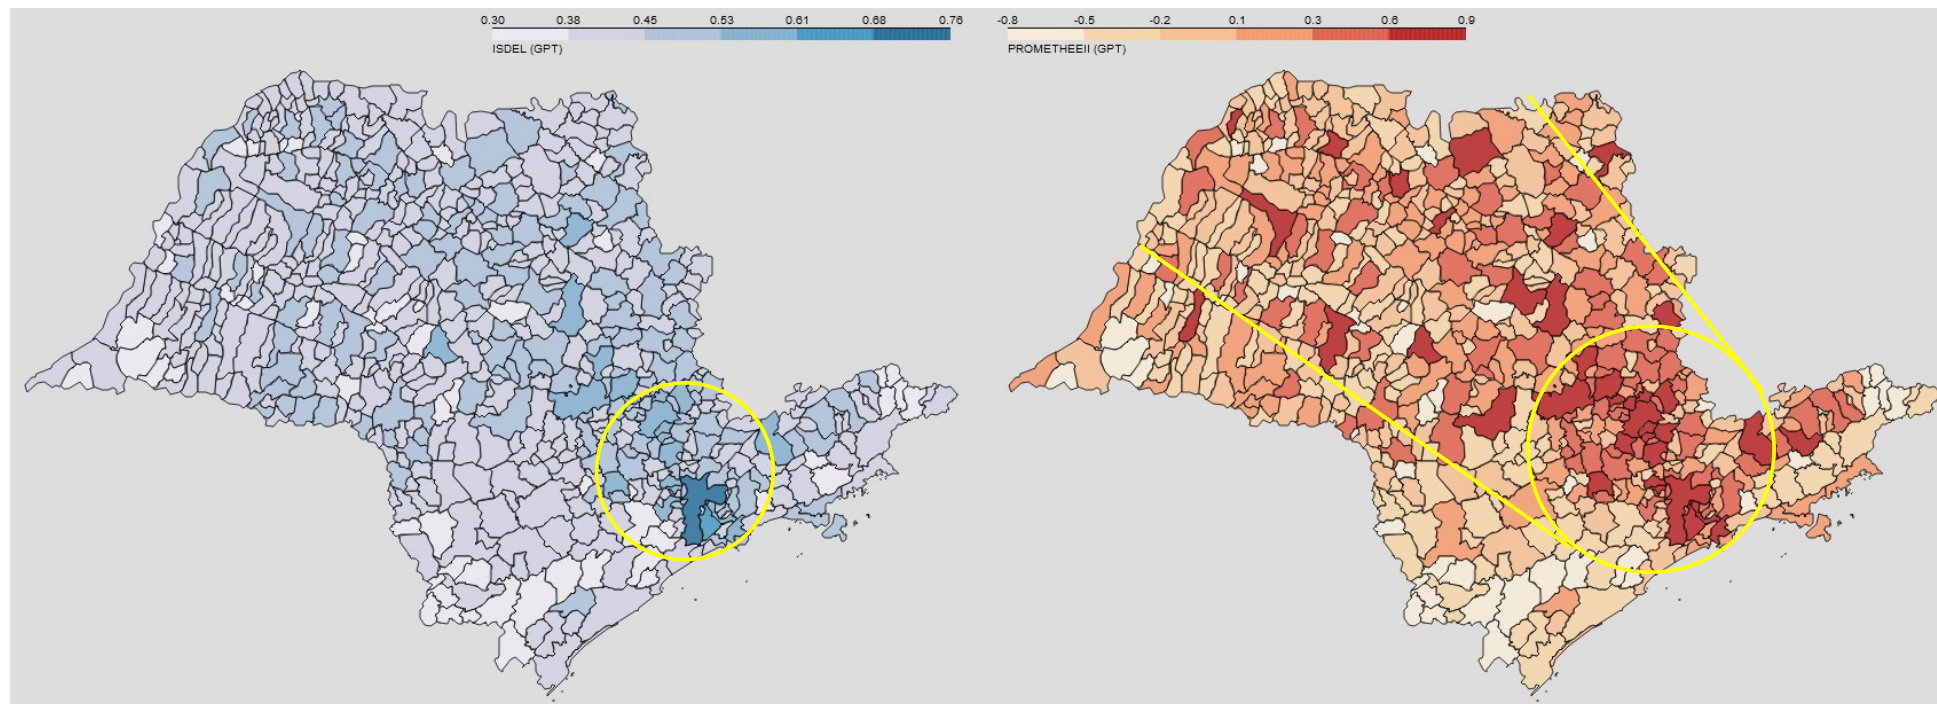 0.30 0.38 0.45 0.53 0.61 0.68 0.76
ISDEL (GPT)
-0.8 -0.5 -0.2 0.1 0.3 0.6 0.9
PROMETHEEII (GPT)